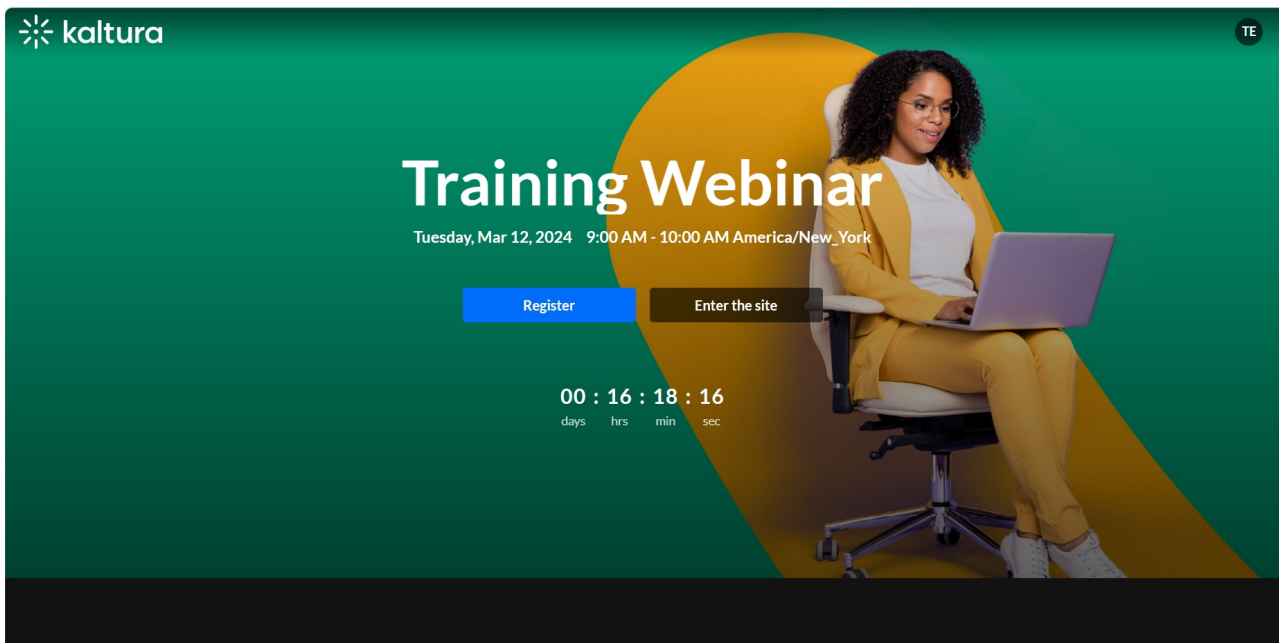 kaltura
TE
Training Webinar
Tuesday, Mar 12, 2024 9:00 AM - 10:00 AM America/New_York
Register Enter the site
00 : 16 : 18 : 16
days hrs min sec